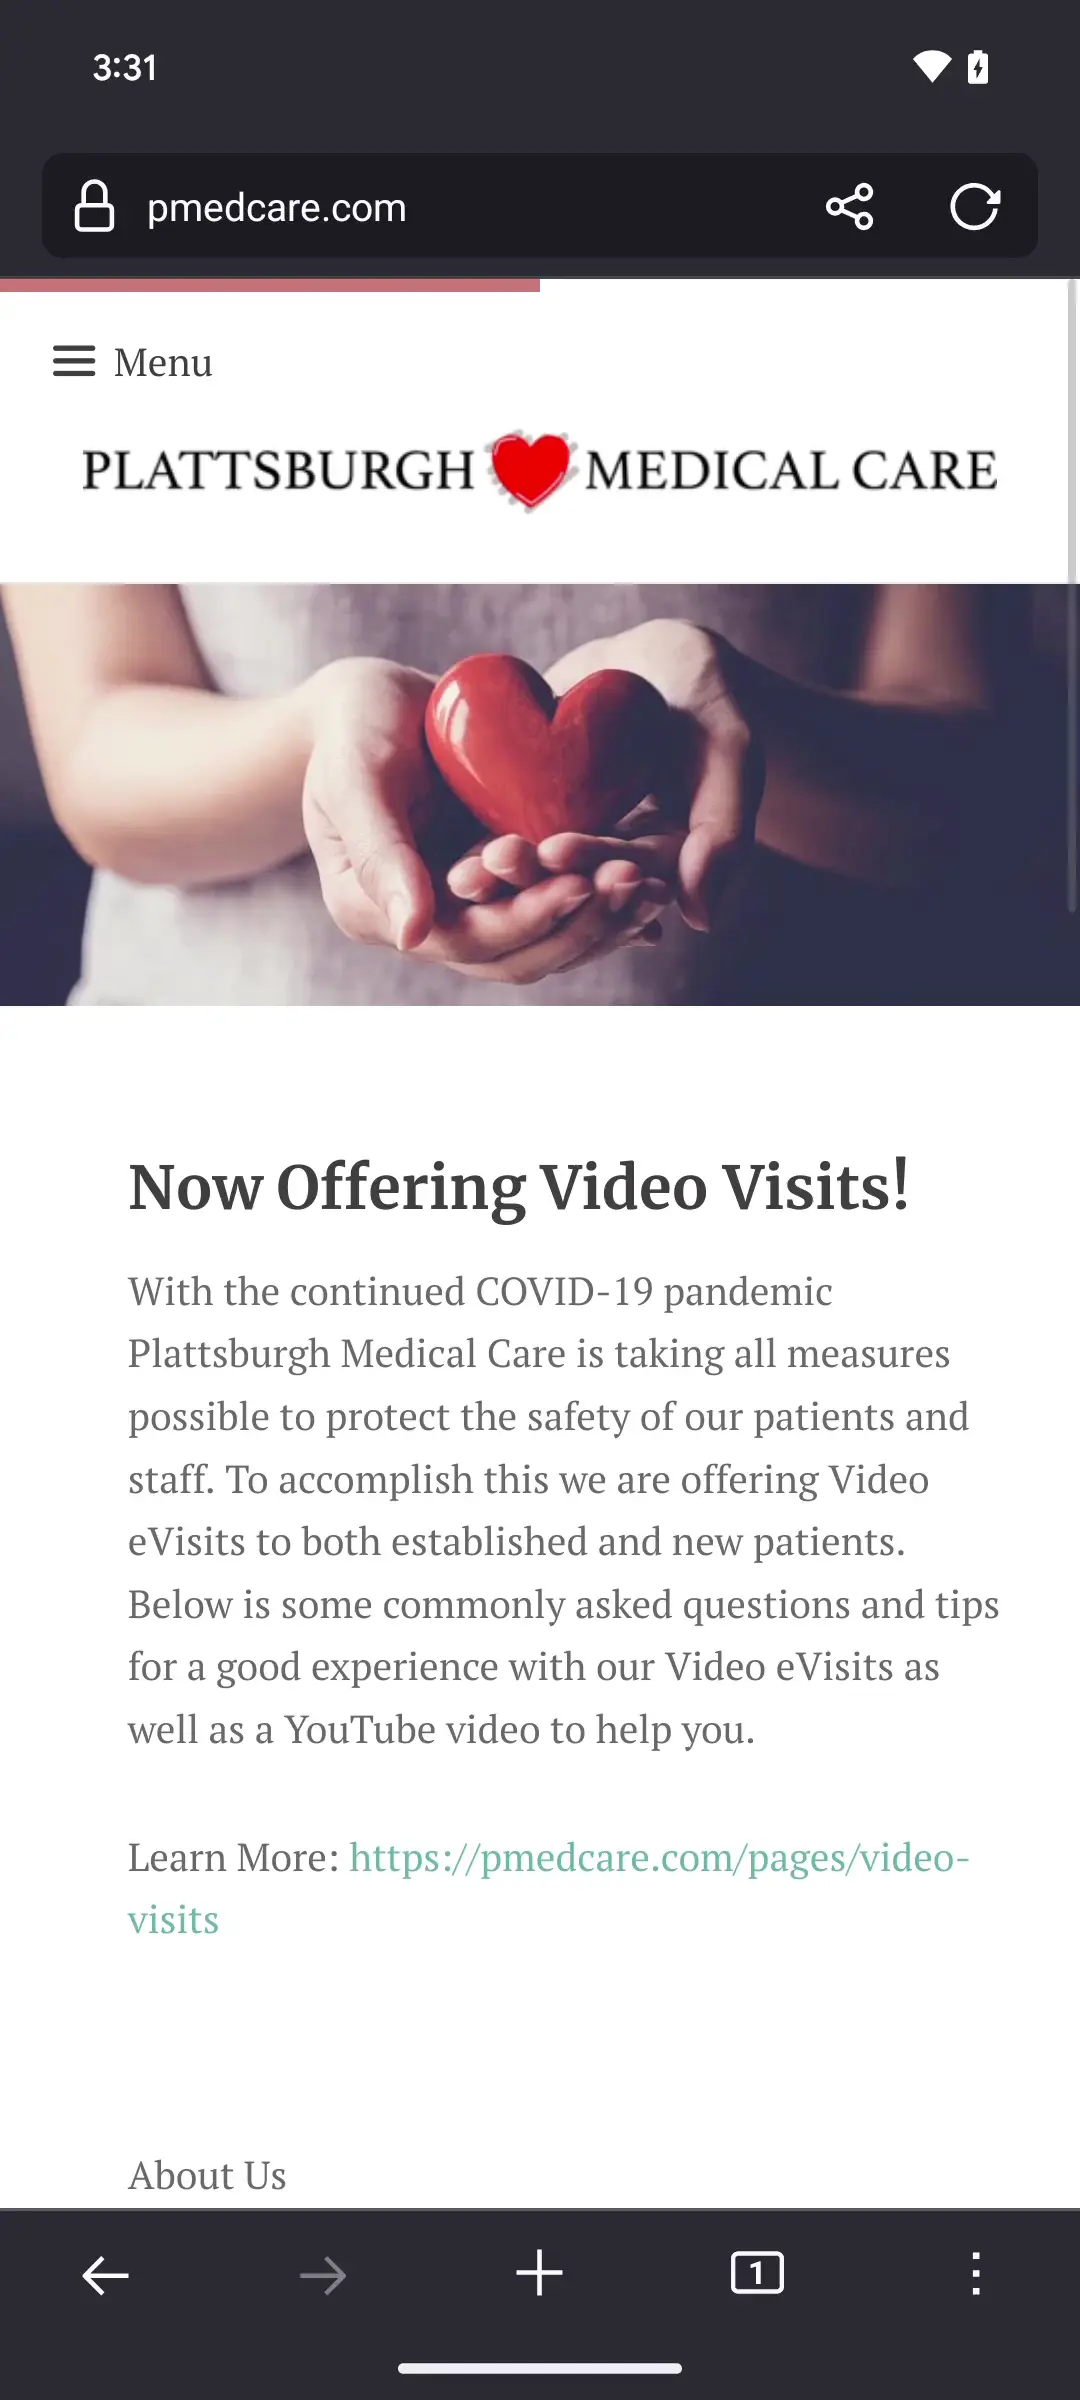 3:31
pmedcare.com
Menu
PLATTSBURGH MEDICAL CARE
Now Offering Video Visits!
With the continued COVID-19 pandemic
Plattsburgh Medical Care is taking all measures
possible to protect the safety of our patients and
staff. To accomplish this we are offering Video
eVisits to both established and new patients.
Below is some commonly asked questions and tips
for a good experience with our Video eVisits as
well as a YouTube video to help you.
Learn More: https://pmedcare.com/pages/video-
visits
About Us
1